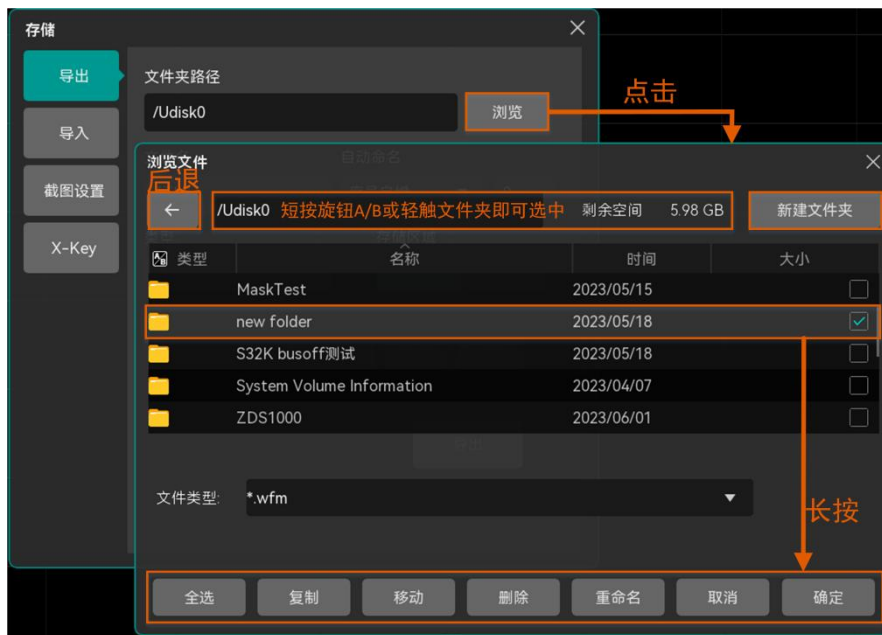 存储
导出
文件夹路径
/Udisk0
浏览
点击
导入
截图设置
X-Key
浏览文件
自动命名
后退
←
/Udisk0 短按旋钮A/B或轻触文件夹即可选中 剩余空间 5.98 GB
新建文件夹
类型 名称 时间 大小
MaskTest 2023/05/15
new folder 2023/05/18
S32K busoff测试 2023/05/18
System Volume Information 2023/04/07
ZDS1000 2023/06/01
导出
文件类型: *.wfm
长按
全选 复制 移动 删除 重命名 取消 确定